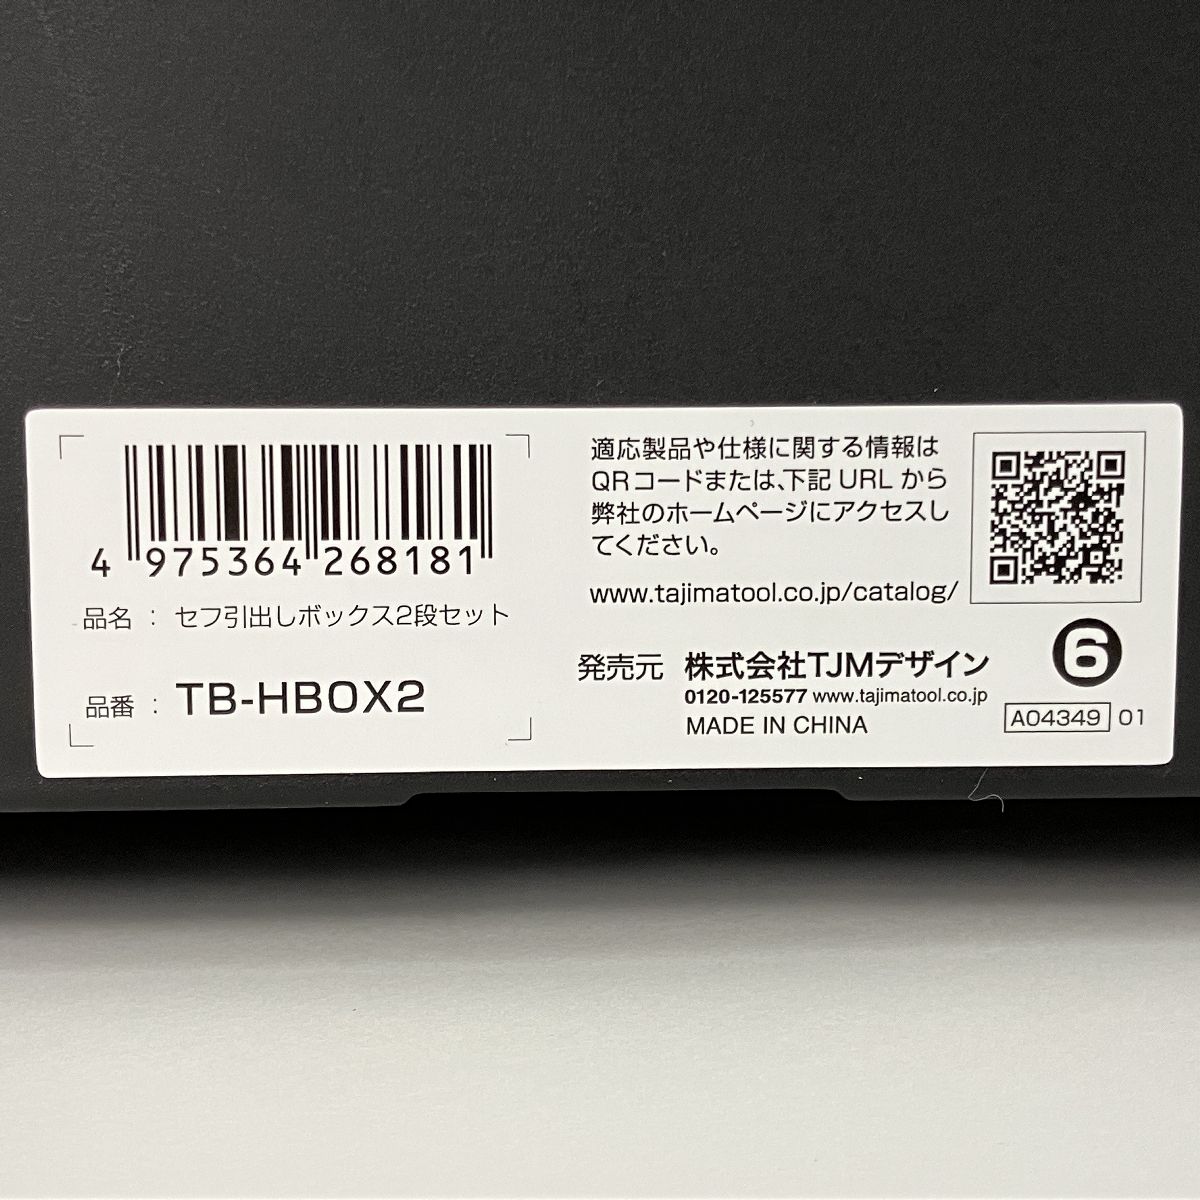 4 975364 268181
品名 : セフ引出しボックス2段セット
品番 : TB-HBOX2
適応製品や仕様に関する情報は
QRコードまたは、下記 URL から
弊社のホームページにアクセスし
てください。
www.tajimatool.co.jp/catalog/
発売元 株式会社TJMデザイン
0120-125577 www.tajimatool.co.jp
MADE IN CHINA
6
A04349 01